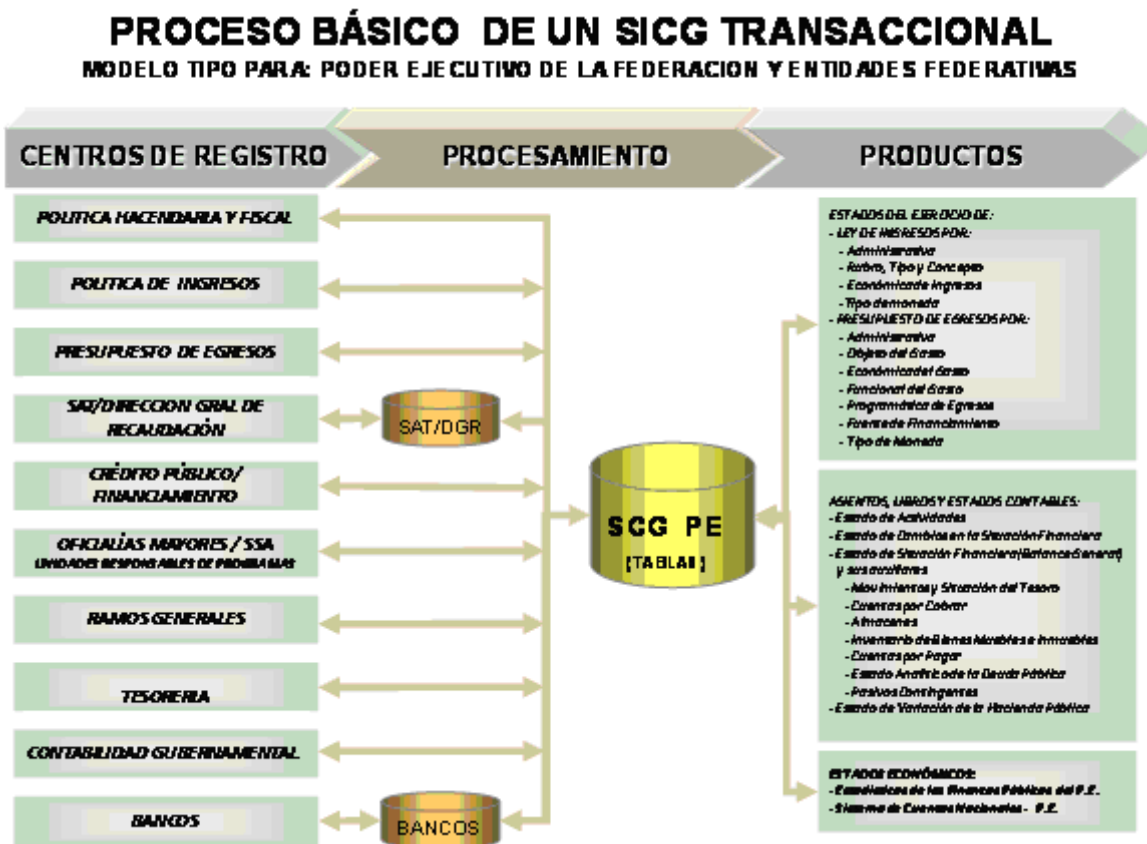 PROCESO BÁSICO DE UN SICG TRANSACCIONAL
MODELO TIPO PARA: PODER EJECUTIVO DE LA FEDERACION Y ENTIDADES FEDERATIVAS
CENTROS DE REGISTRO
PROCESAMIENTO
PRODUCTOS
POLITICA HACENDARIA Y FISCAL
POLITICA DE INGRESOS
PRESUPUESTO DE EGRESOS
SAT/DIRECCION GRAL DE
RECAUDACIÓN
CRÉDITO PÚBLICO/
FINANCIAMIENTO
OFICIALÍAS MAYORES / SSA
UNIDADES RESPONSABLES DE PROGRAMAS
RAMOS GENERALES
TESORERIA
CONTABILIDAD GUBERNAMENTAL
BANCOS
SAT/DGR
BANCOS
SCG PE
ESTADOS DEL EJERCICIO DE:
- LEY DE INGRESOS POR:
- Administrativa
- Rubro, Tipo y Concepto
- Económica de Ingresos
- Tipo de moneda
- PRESUPUESTO DE EGRESOS POR:
- Administrativa
- Objeto del Gasto
- Económica del Gasto
- Funcional del Gasto
- Programática de Egresos
- Fuente de Financiamiento
- Tipo de Moneda
ASIENTOS, LIBROS Y ESTADOS CONTABLES:
- Estado de Actividades
- Estado de Cambios en la Situación Financiera
- Estado de Situación Financiera (Balance General)
y sus auxiliares
- Movimientos y Situación del Tesoro
- Cuentas por Cobrar
- Almacenes
- Inventario de Bienes Muebles e Inmuebles
- Cuentas por Pagar
- Estado Analítico de la Deuda Pública
- Pasivos Contingentes
- Estado de Variación de la Hacienda Pública
ESTADOS ECONÓMICOS:
- Estadísticas de las Finanzas Públicas del P.E.
- Sistema de Cuentas Nacionales - P.E.